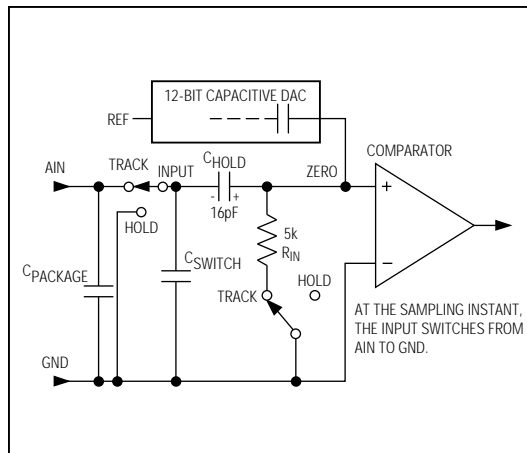 12-BIT CAPACITIVE DAC
REF
COMPARATOR
AIN
TRACK
INPUT
CHOLD
ZERO
+
- +
16pF
HOLD
5k
RIN
CSWITCH
CPACKAGE
HOLD
TRACK
−
AT THE SAMPLING INSTANT,
THE INPUT SWITCHES FROM
AIN TO GND.
GND